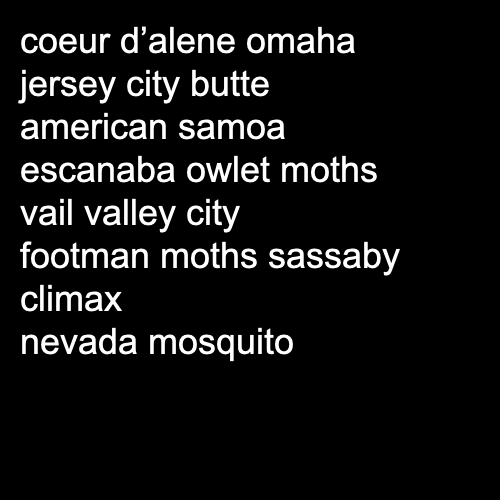 coeur d’alene omaha
jersey city butte
american samoa
escanaba owlet moths
vail valley city
footman moths sassaby
climax
nevada mosquito